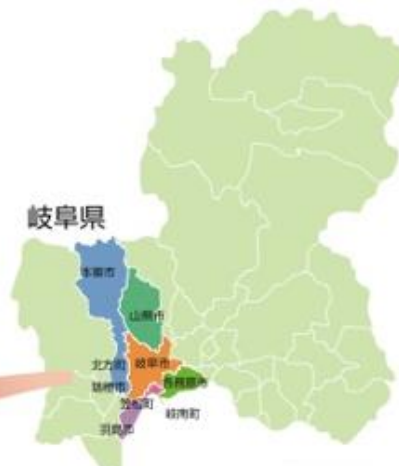 岐阜県
本巣市
山県市
北方町
岐阜市
瑞穂市
各務原市
笠松町
岐南町
羽島市